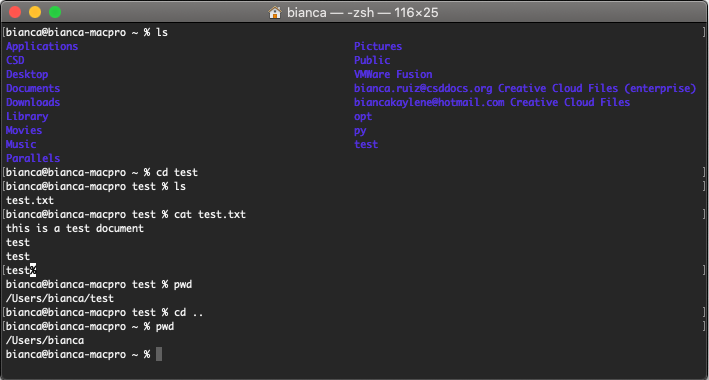 bianca — -zsh — 116×25
[bianca@bianca-macpro ~ % ls ]
Applications Pictures
CSD Public
Desktop VMWare Fusion
Documents bianca.ruiz@csddocs.org Creative Cloud Files (enterprise)
Downloads biancakaylene@hotmail.com Creative Cloud Files
Library opt
Movies py
Music test
Parallels
[bianca@bianca-macpro ~ % cd test ]
[bianca@bianca-macpro test % ls ]
test.txt
[bianca@bianca-macpro test % cat test.txt ]
this is a test document
test
test
[test% ]
bianca@bianca-macpro test % pwd
/Users/bianca/test
[bianca@bianca-macpro test % cd .. ]
[bianca@bianca-macpro ~ % pwd ]
/Users/bianca
bianca@bianca-macpro ~ %